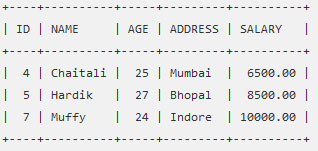 +----+----------+-----+-----------+----------+
| ID | NAME     | AGE | ADDRESS | SALARY   |
+----+----------+-----+---------+----------+
|  4 | Chaitali |  25 | Mumbai  |  6500.00 |
|  5 | Hardik   |  27 | Bhopal  |  8500.00 |
|  7 | Muffy    |  24 | Indore  | 10000.00 |
+----+----------+-----+---------+----------+